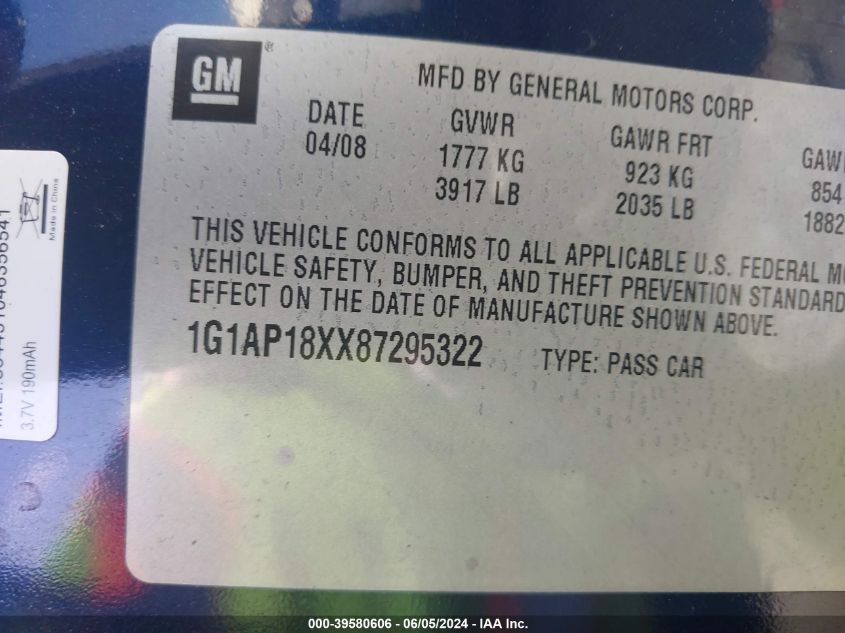 GM
®
MFD BY GENERAL MOTORS CORP.
DATE GVWR GAWR FRT
04/08 1777 KG 923 KG 854
3917 LB 2035 LB 1882
THIS VEHICLE CONFORMS TO ALL APPLICABLE U.S. FEDERAL
VEHICLE SAFETY, BUMPER, AND THEFT PREVENTION STANDARD
EFFECT ON THE DATE OF MANUFACTURE SHOWN ABOVE.
1G1AP18XX87295322 TYPE: PASS CAR
Made in China
3.7V 190mAh
000-39580606 - 06/05/2024 - IAA Inc.